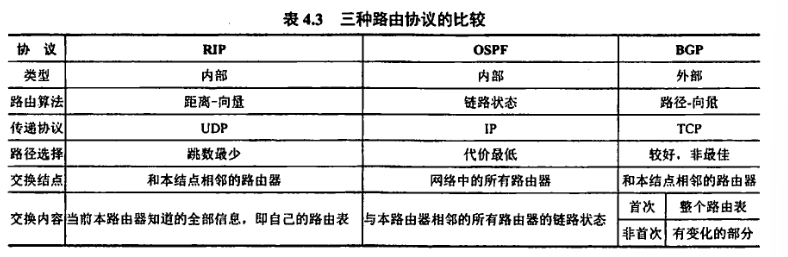 表 4.3 三种路由协议的比较
协 议 RIP OSPF BGP
类型 内部 内部 外部
路由算法 距离-向量 链路状态 路径-向量
传递协议 UDP IP TCP
路径选择 跳数最少 代价最低 较好，非最佳
交换结点 和本结点相邻的路由器 网络中的所有路由器 和本结点相邻的路由器
交换内容 当前本路由器知道的全部信息，即自己的路由表 与本路由器相邻的所有路由器的链路状态 首次 整个路由表
非首次 有变化的部分